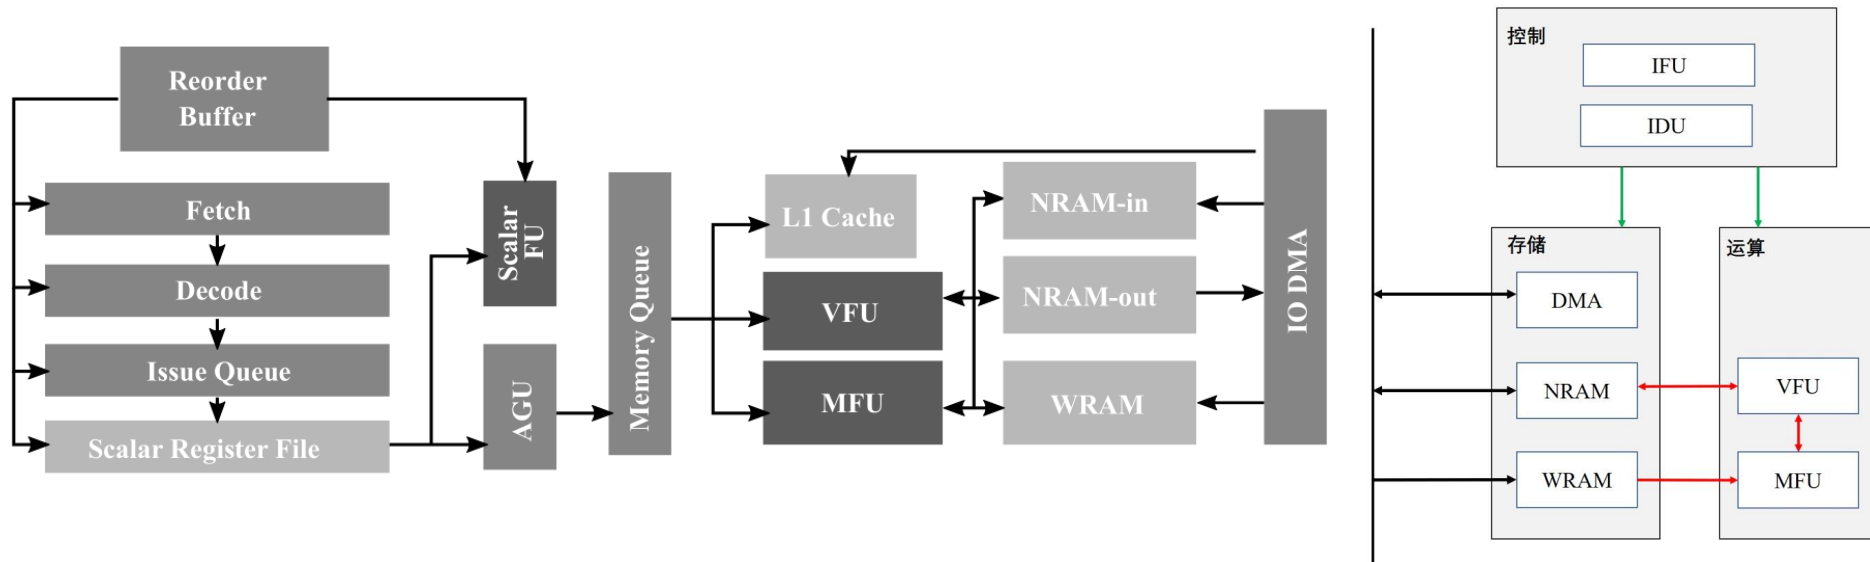 Reorder
Buffer
Fetch
Decode
Issue Queue
Scalar Register File
Scalar
FU
AGU
Memory Queue
L1 Cache
VFU
MFU
NRAM-in
NRAM-out
WRAM
IO DMA
控制
IFU
IDU
存储
DMA
NRAM
WRAM
运算
VFU
MFU